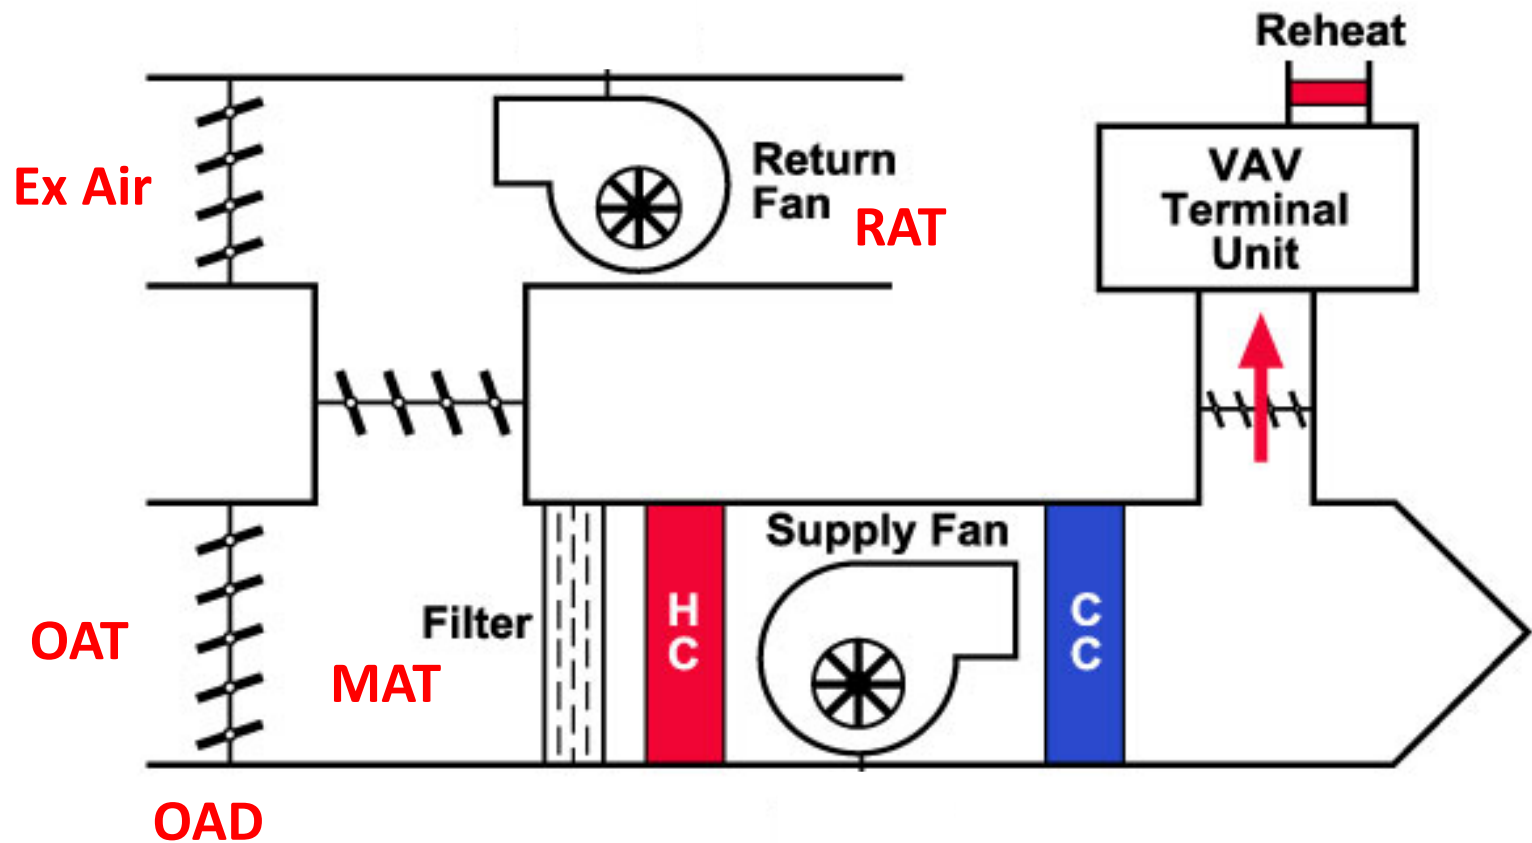 Reheat
Return
Fan
RAT
VAV
Terminal
Unit
Ex Air
Supply Fan
Filter
H
C
C
C
OAT
MAT
OAD